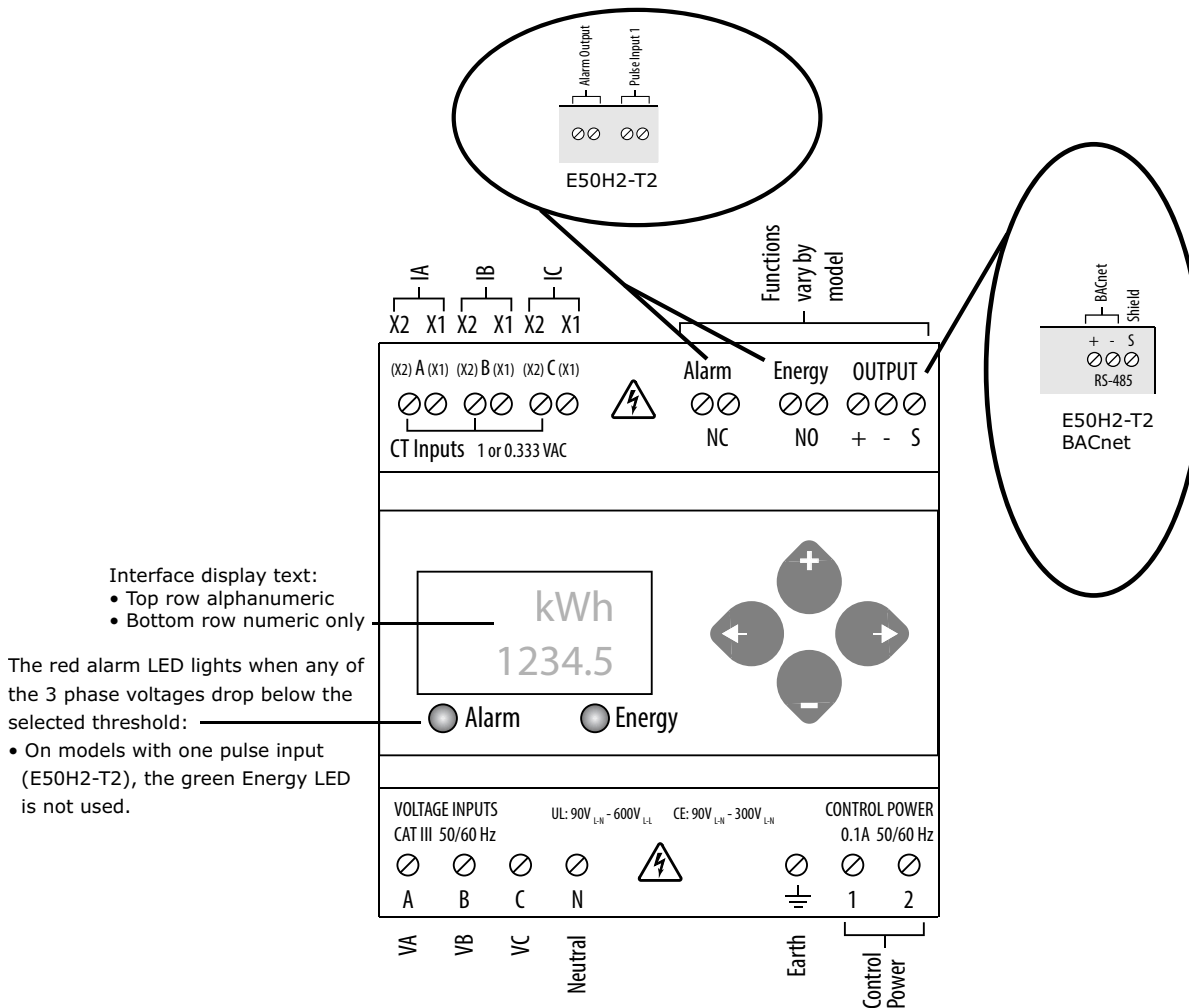 Alarm Output
Pulse Input 1
E50H2-T2
Functions
vary by
model
BACnet
Shield
+ - S
RS-485
E50H2-T2
BACnet
IA IB IC
X2 X1 X2 X1 X2 X1
(X2) A (X1) (X2) B (X1) (X2) C (X1)
Alarm Energy OUTPUT
NC NO + - S
CT Inputs 1 or 0.333 VAC
Interface display text:
• Top row alphanumeric
• Bottom row numeric only
kWh
1234.5
+
-
The red alarm LED lights when any of
the 3 phase voltages drop below the
selected threshold:
• On models with one pulse input
(E50H2-T2), the green Energy LED
is not used.
Alarm Energy
VOLTAGE INPUTS
CAT III 50/60 Hz
UL: 90V L-N - 600V L-L CE: 90V L-N - 300V L-N
CONTROL POWER
0.1A 50/60 Hz
A B C N 1 2
VA
VB
VC
Neutral
Earth
Control
Power